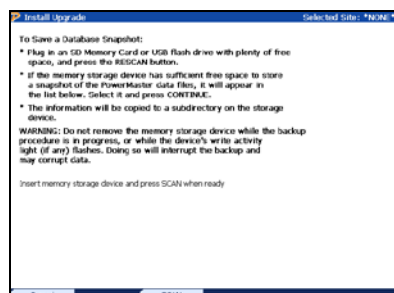 Install Upgrade
Selected Site: *NONE*
To Save a Database Snapshot:
* Plug in an SD Memory Card or USB flash drive with plenty of free
space, and press the RESCAN button.
* If the memory storage device has sufficient free space to store
a snapshot of the PowerMaster data files, it will appear in
the list below. Select it and press CONTINUE.
* The information will be copied to a subdirectory on the storage
device.
WARNING: Do not remove the memory storage device while the backup
procedure is in progress, or while the device's write activity
light (if any) flashes. Doing so will interrupt the backup and
may corrupt data.
Insert memory storage device and press SCAN when ready